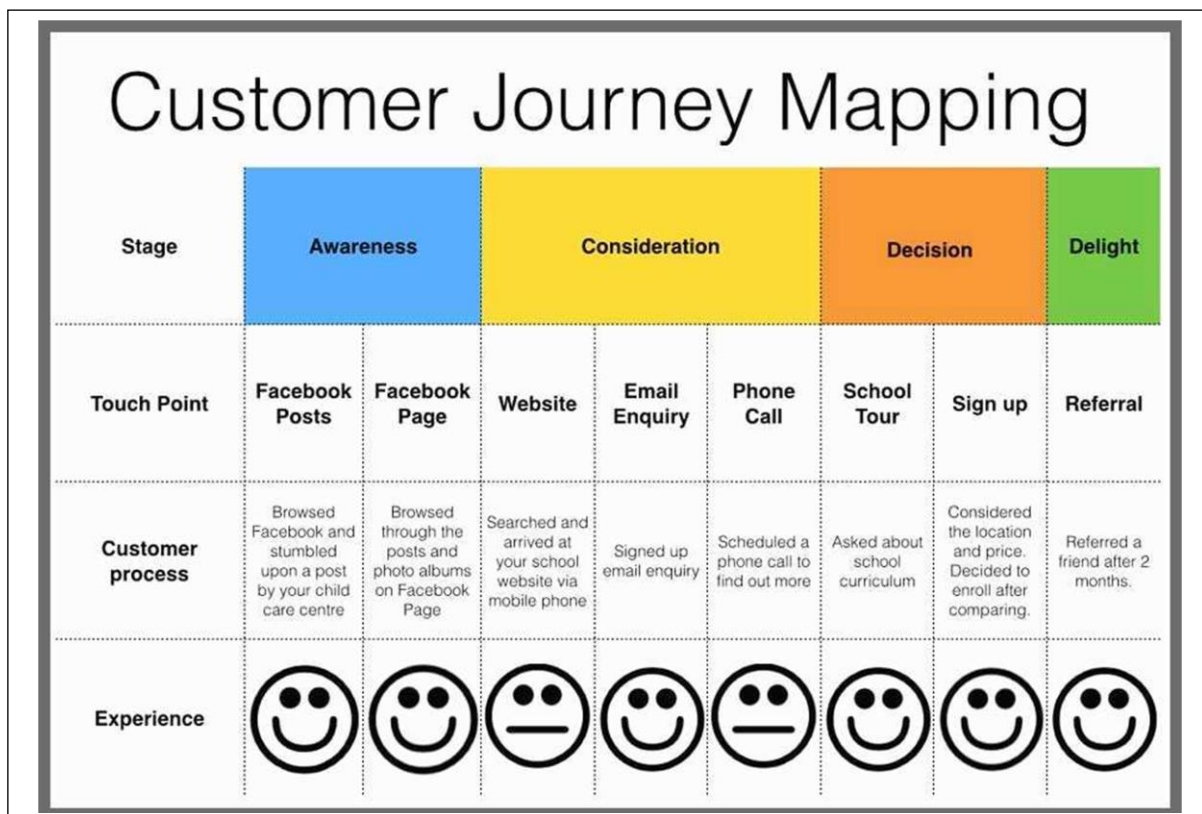 Customer Journey Mapping
Stage
Awareness
Consideration
Decision
Delight
Touch Point
Facebook
Posts
Facebook
Page
Website
Email
Enquiry
Phone
Call
School
Tour
Sign up
Referral
Customer
process
Browsed
Facebook and
stumbled
upon a post
by your child
care centre
Browsed
through the
posts and
photo albums
on Facebook
Page
Searched and
arrived at
your school
website via
mobile phone
Signed up
email enquiry
Scheduled a
phone call to
find out more
Asked about
school
curriculum
Considered
the location
and price.
Decided to
enroll after
comparing.
Referred a
friend after 2
months.
Experience